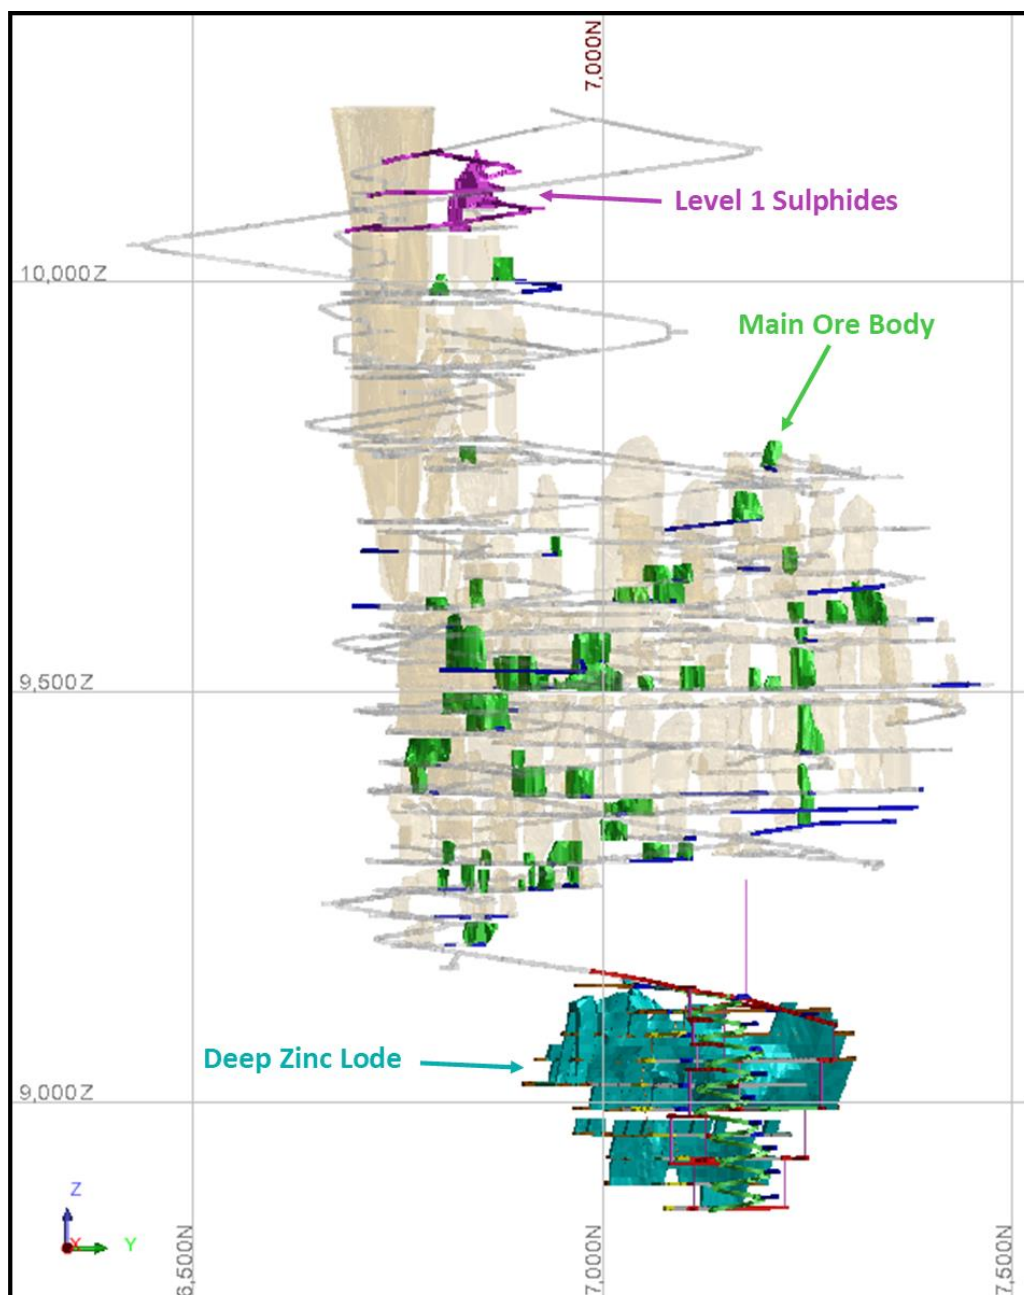 7,000N
Level 1 Sulphides
10,000Z
Main Ore Body
9,500Z
Deep Zinc Lode
9,000Z
Z
X
Y
6,500N
7,000N
7,500N